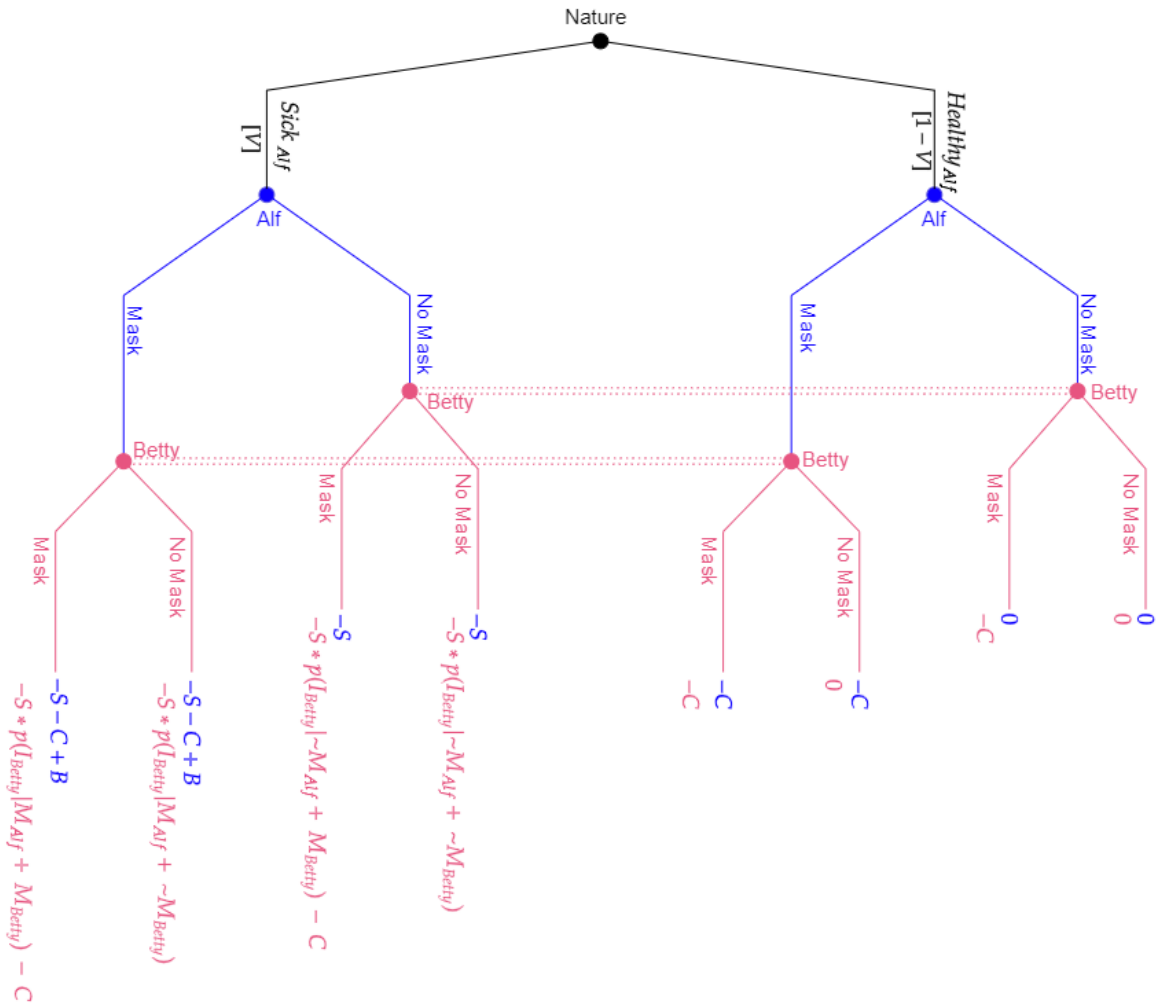 Nature
Sick Alf
[V]
Healthy Alf
[1 − V]
Alf
Alf
Mask
No Mask
Mask
No Mask
Betty
Betty
Betty
Betty
Mask
No Mask
Mask
No Mask
Mask
No Mask
Mask
No Mask
−S − C + B
−S * p(I_Betty|M_Alf + M_Betty) − C
−S − C + B
−S * p(I_Betty|M_Alf + ~M_Betty)
−S
−S * p(I_Betty|~M_Alf + M_Betty) − C
−S
−S * p(I_Betty|~M_Alf + ~M_Betty)
−C
−C
−C
0
0
−C
0
0